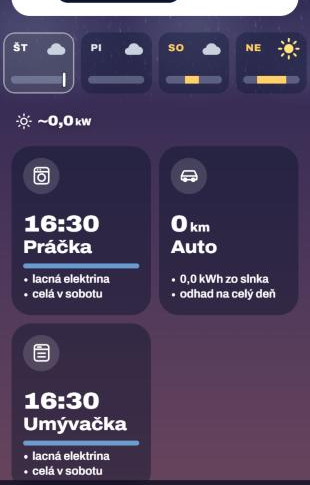 ŠT
PI
SO
NE
~0,0 kW
16:30
Práčka
• lacná elektrina
• celá v sobotu
0 km
Auto
• 0,0 kWh zo slnka
• odhad na celý deň
16:30
Umývačka
• lacná elektrina
• celá v sobotu